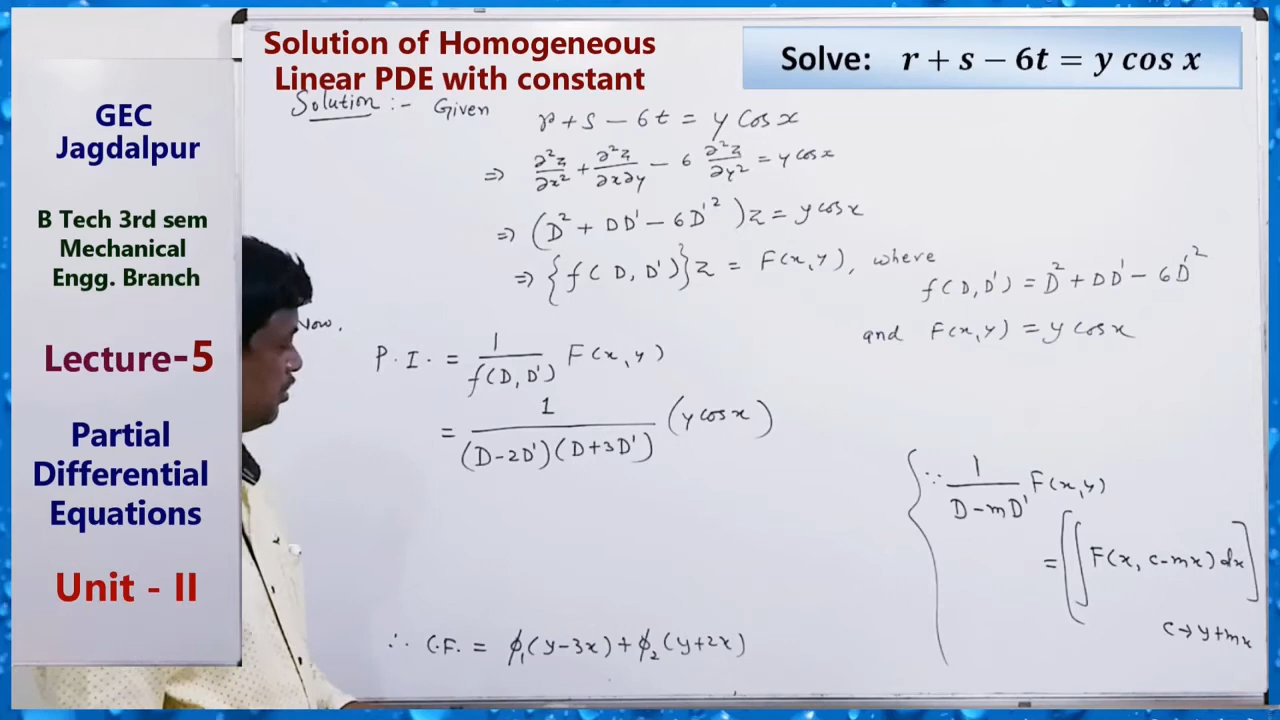 Solution of Homogeneous
Linear PDE with constant
Solve: r + s − 6t = y cos x
GEC
Jagdalpur
B Tech 3rd sem
Mechanical
Engg. Branch
Lecture-5
Partial
Differential
Equations
Unit - II
Solution :- Given
r + s − 6t = y cos x
⇒ ∂²z/∂x² + ∂²z/∂x∂y − 6 ∂²z/∂y² = y cos x
⇒ (D² + DD' − 6D'²) z = y cos x
⇒ {f(D, D')} z = F(x, y), where
f(D, D') = D² + DD' − 6D'²
and F(x, y) = y cos x
P. I. = 1/f(D, D') F(x, y)
= 1/((D−2D')(D+3D')) (y cos x)
{ ∵ 1/(D−mD') F(x, y)
= [∫ F(x, c−mx) dx]
c → y+mx
∴ C.F. = ϕ₁(y−3x) + ϕ₂(y+2x)